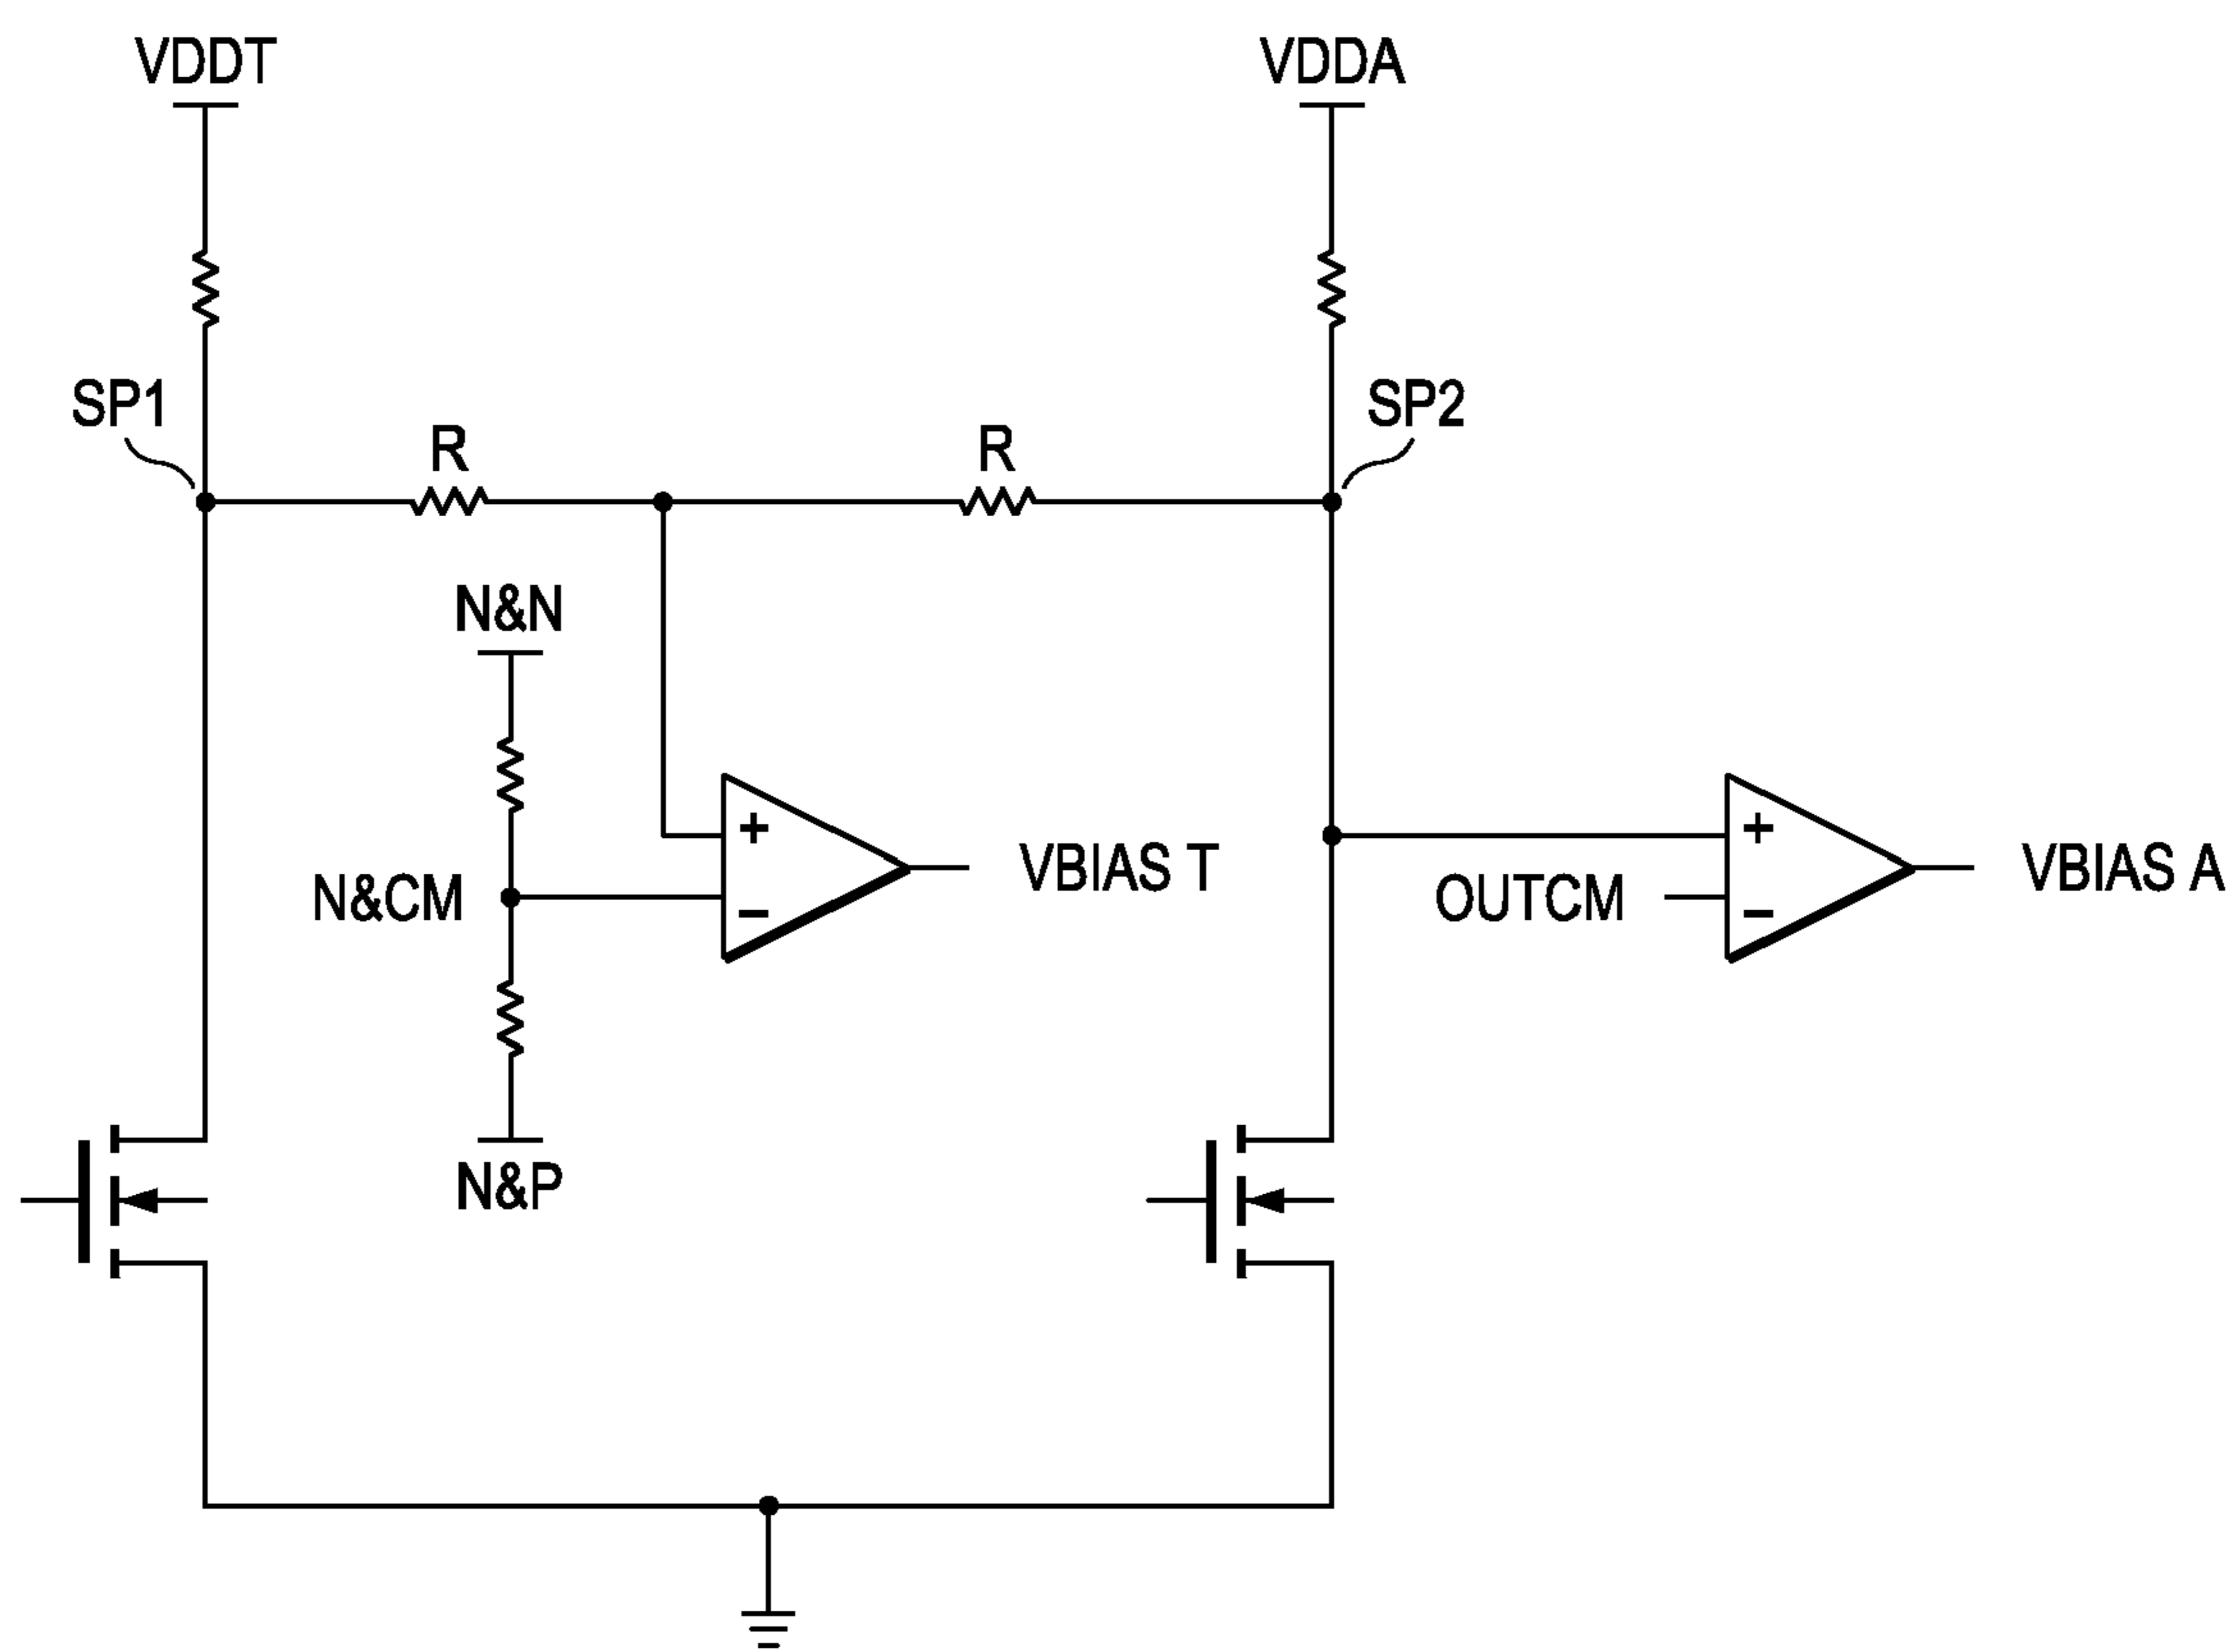 VDDT
VDDA
SP1
SP2
R
R
N&N
+
+
VBIAS T
VBIAS A
N&CM
OUTCM
−
−
N&P